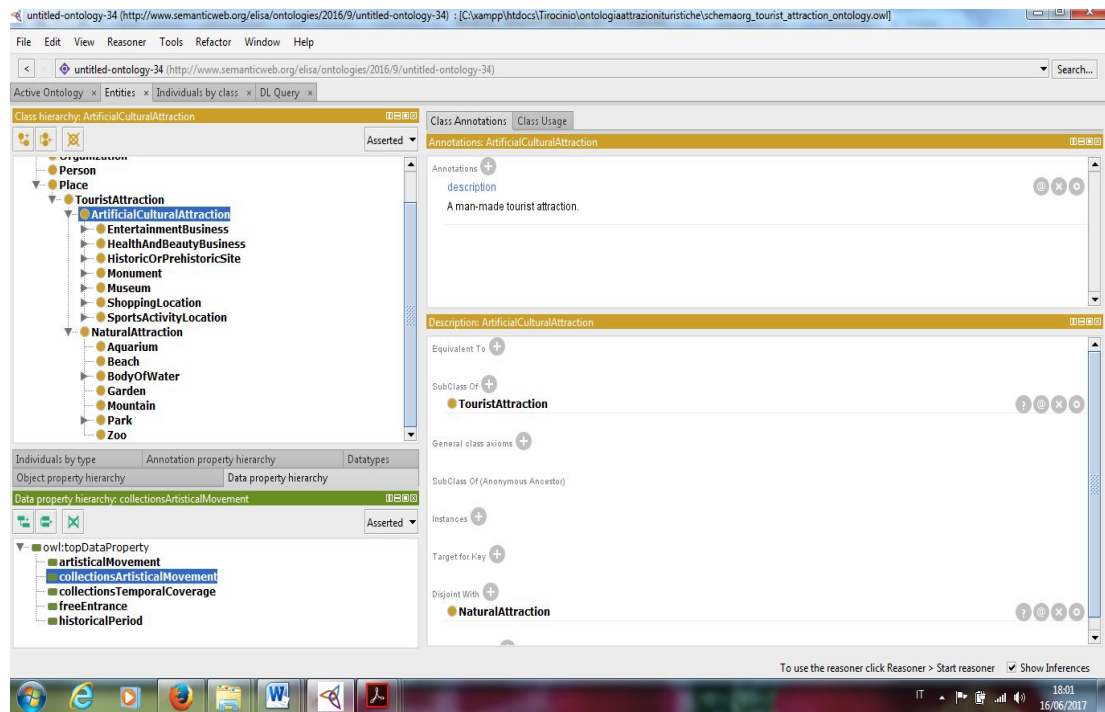 untitled-ontology-34 (http://www.semanticweb.org/elisa/ontologies/2016/9/untitled-ontology-34) : [C:\xampp\htdocs\Tirocinio\ontologiaattrazionituristiche\schemaorg_tourist_attraction_ontology.owl]
File Edit View Reasoner Tools Refactor Window Help
untitled-ontology-34 (http://www.semanticweb.org/elisa/ontologies/2016/9/untitled-ontology-34)
Search...
Active Ontology × Entities × Individuals by class × DL Query ×
Class hierarchy: ArtificialCulturalAttraction
Asserted
Organization
Person
Place
TouristAttraction
ArtificialCulturalAttraction
EntertainmentBusiness
HealthAndBeautyBusiness
HistoricOrPrehistoricSite
Monument
Museum
ShoppingLocation
SportsActivityLocation
NaturalAttraction
Aquarium
Beach
BodyOfWater
Garden
Mountain
Park
Zoo
Individuals by type Annotation property hierarchy Datatypes
Object property hierarchy Data property hierarchy
Data property hierarchy: collectionsArtisticalMovement
Asserted
owl:topDataProperty
artisticalMovement
collectionsArtisticalMovement
collectionsTemporalCoverage
freeEntrance
historicalPeriod
Class Annotations Class Usage
Annotations: ArtificialCulturalAttraction
Annotations
description
A man-made tourist attraction.
Description: ArtificialCulturalAttraction
Equivalent To
SubClass Of
TouristAttraction
General class axioms
SubClass Of (Anonymous Ancestor)
Instances
Target for Key
Disjoint With
NaturalAttraction
To use the reasoner click Reasoner > Start reasoner Show Inferences
IT
18:01
16/06/2017